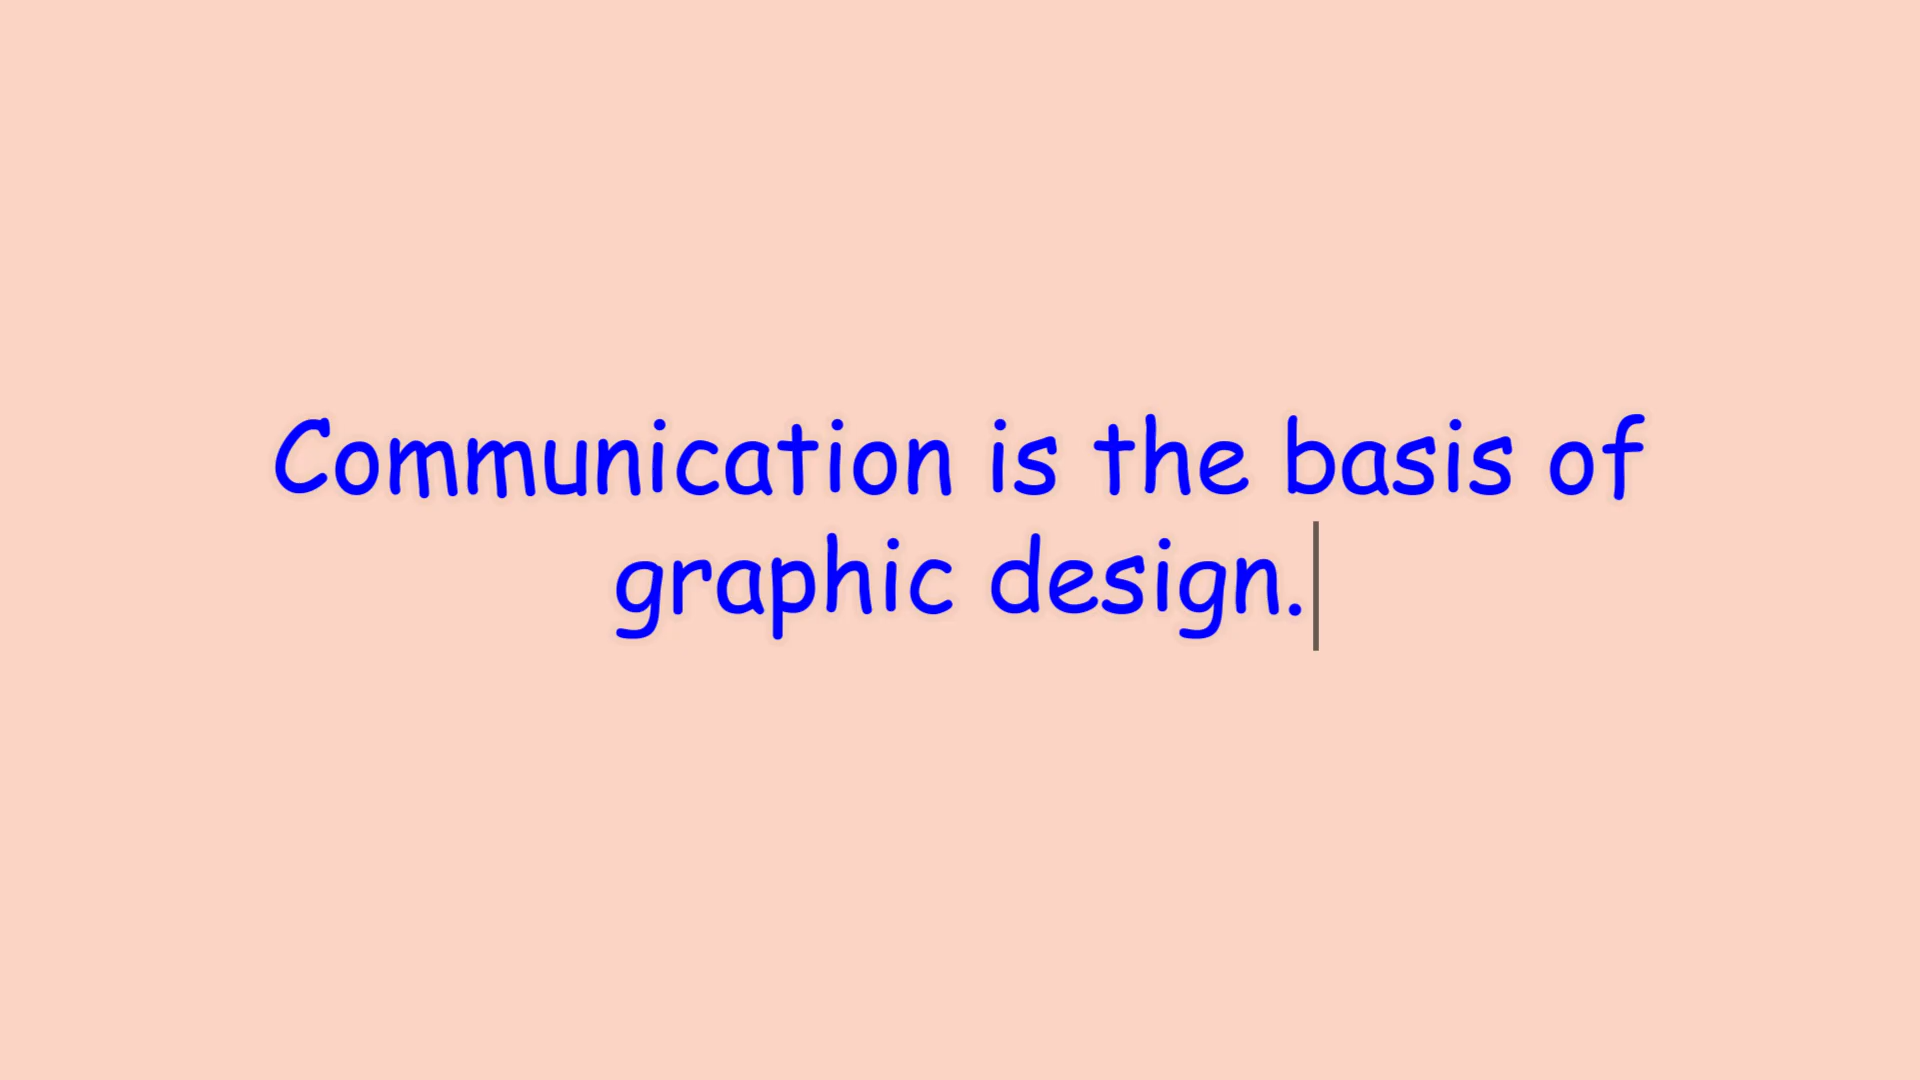 Communication is the basis of
graphic design.